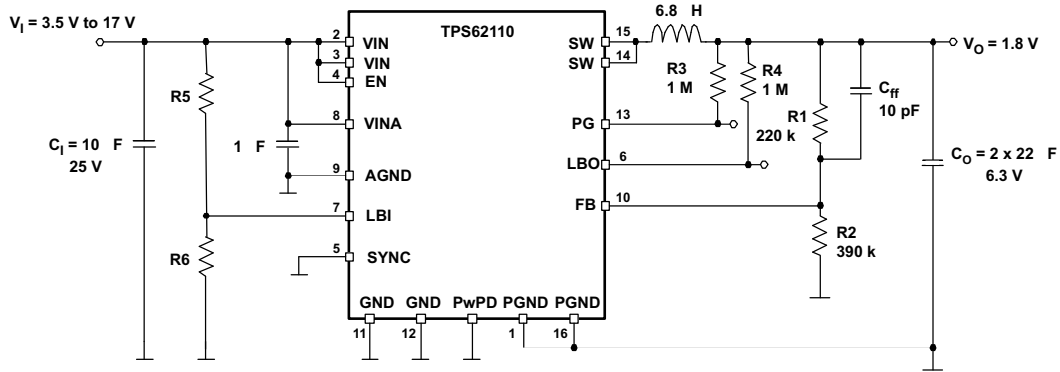 V_I = 3.5 V to 17 V
TPS62110
6.8 H
2 VIN
3 VIN
4 EN
8 VINA
9 AGND
7 LBI
5 SYNC
SW 15
SW 14
PG 13
LBO 6
FB 10
GND GND PwPD PGND PGND
11 12 1 16
R5
R6
C_I = 10 F
25 V
1 F
R3
1 M
R4
1 M
220 k
R1
C_ff
10 pF
R2
390 k
V_O = 1.8 V
C_O = 2 x 22 F
6.3 V